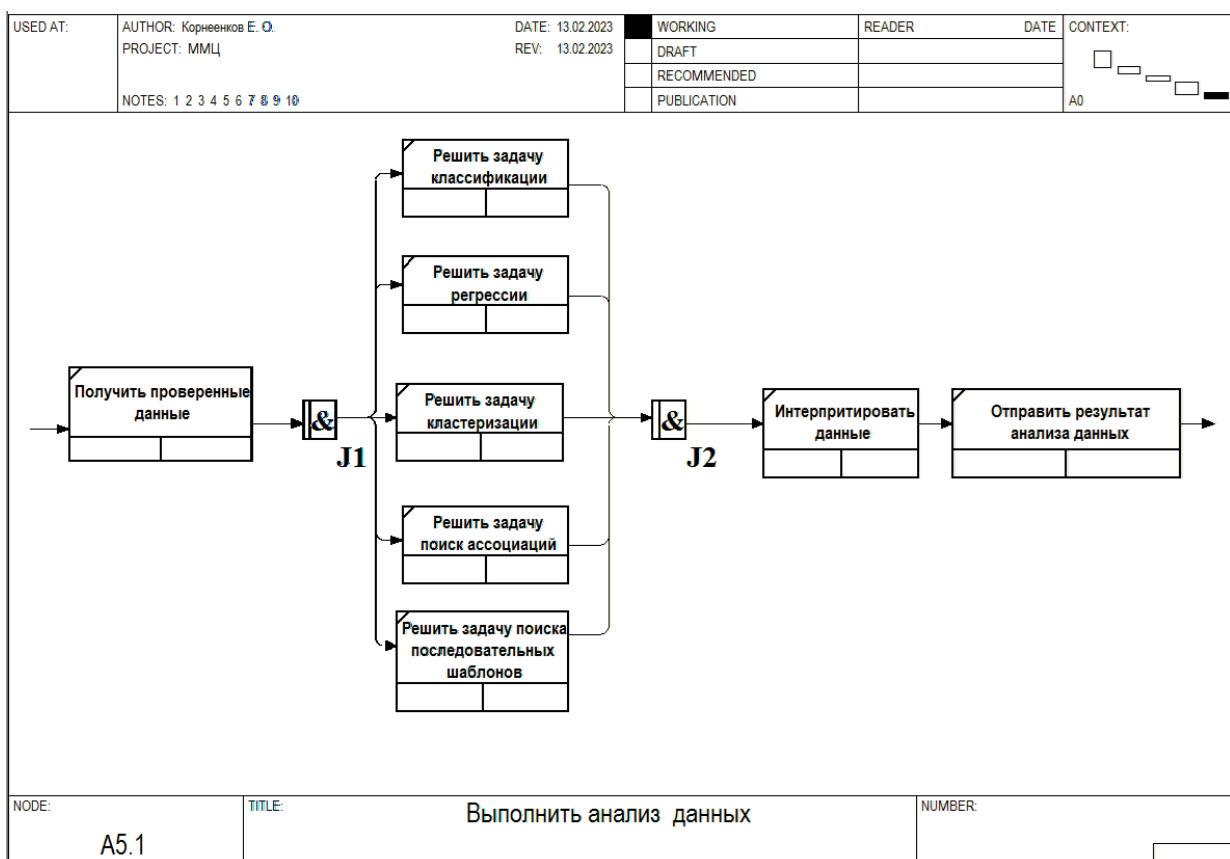 USED AT:
AUTHOR: Корнеенков Е. О.
DATE: 13.02.2023
PROJECT: ММЦ
REV: 13.02.2023
NOTES: 1 2 3 4 5 6 7 8 9 10
WORKING
DRAFT
RECOMMENDED
PUBLICATION
READER
DATE
CONTEXT:
A0
Решить задачу
классификации
Решить задачу
регрессии
Получить проверенные
данные
&
J1
Решить задачу
кластеризации
&
J2
Интерпритировать
данные
Отправить результат
анализа данных
Решить задачу
поиск ассоциаций
Решить задачу поиска
последовательных
шаблонов
NODE:
A5.1
TITLE:
Выполнить анализ данных
NUMBER: